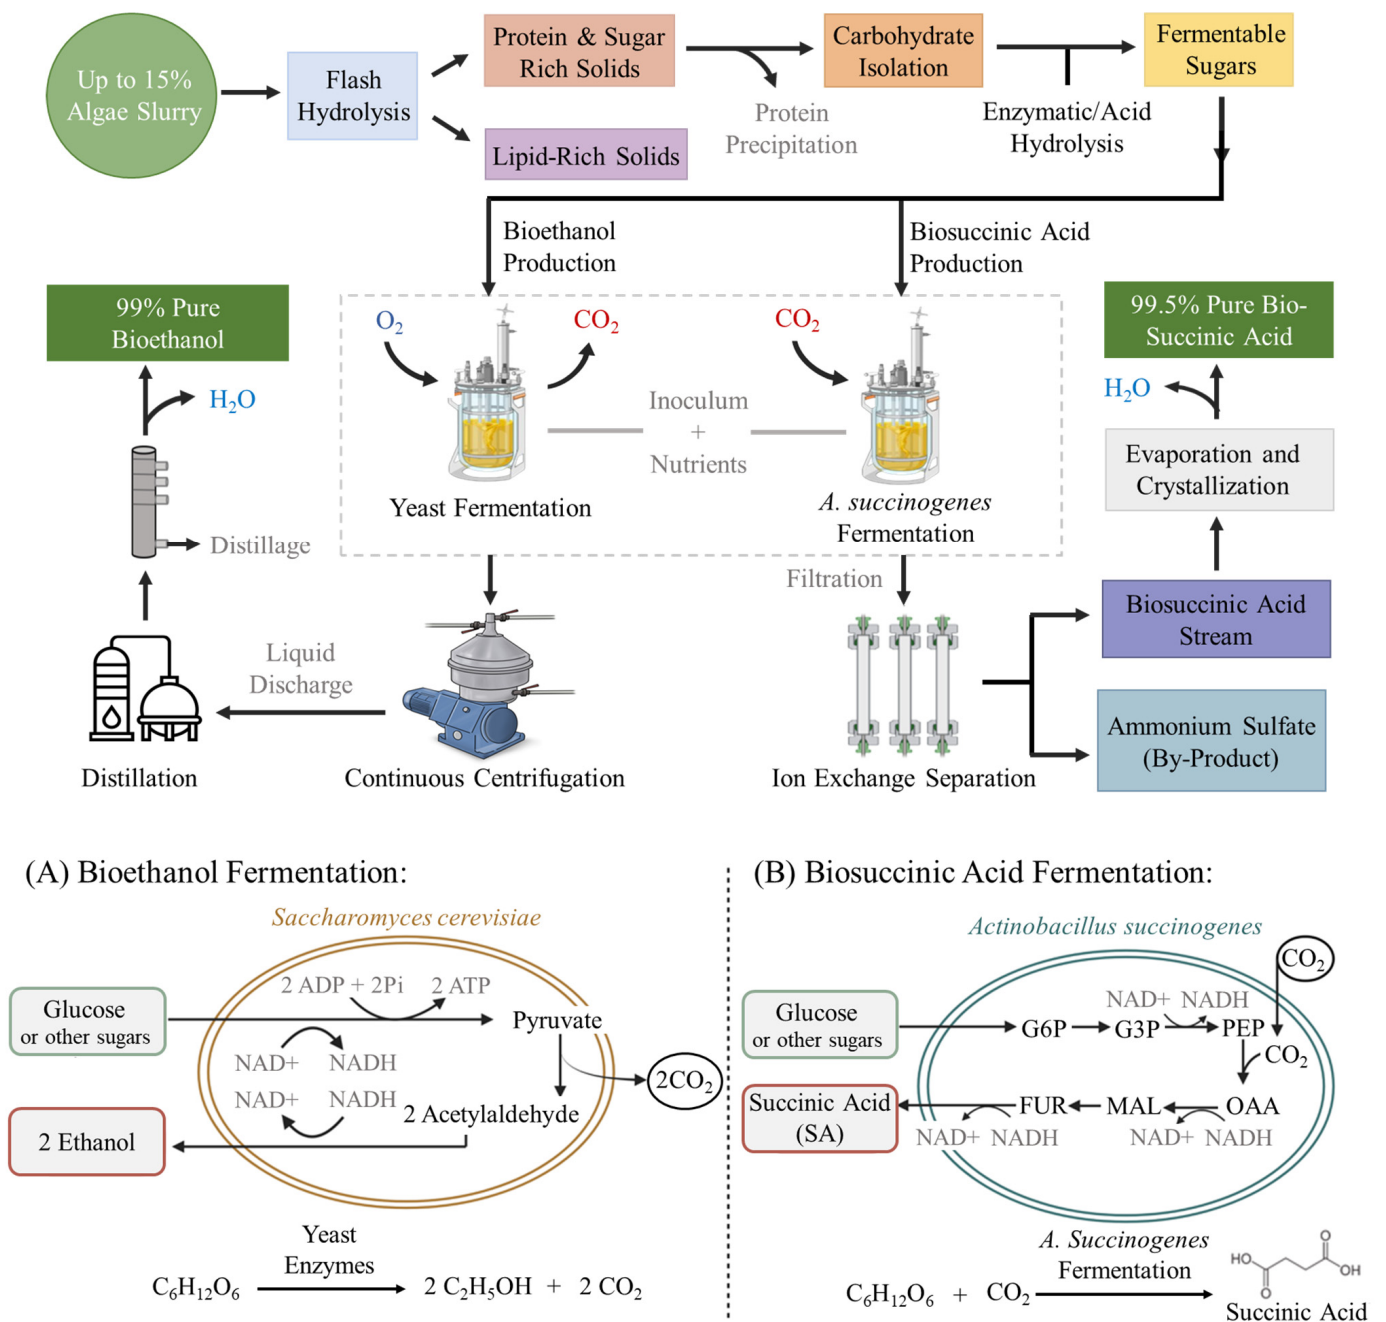 Up to 15%
Algae Slurry
Flash
Hydrolysis
Protein & Sugar
Rich Solids
Lipid-Rich Solids
Protein
Precipitation
Carbohydrate
Isolation
Enzymatic/Acid
Hydrolysis
Fermentable
Sugars
Bioethanol
Production
Biosuccinic Acid
Production
99% Pure
Bioethanol
H₂O
Distillage
Distillation
O₂
CO₂
Yeast Fermentation
Inoculum
+
Nutrients
CO₂
A. succinogenes
Fermentation
99.5% Pure Bio-
Succinic Acid
H₂O
Evaporation and
Crystallization
Biosuccinic Acid
Stream
Ammonium Sulfate
(By-Product)
Filtration
Ion Exchange Separation
Liquid
Discharge
Continuous Centrifugation
(A) Bioethanol Fermentation:
Saccharomyces cerevisiae
Glucose
or other sugars
2 ADP + 2Pi
2 ATP
Pyruvate
NAD+
NADH
NAD+
NADH
2 Acetylaldehyde
2CO₂
2 Ethanol
Yeast
Enzymes
C₆H₁₂O₆
2 C₂H₅OH + 2 CO₂
(B) Biosuccinic Acid Fermentation:
Actinobacillus succinogenes
CO₂
Glucose
or other sugars
NAD+ NADH
G6P
G3P
PEP
CO₂
Succinic Acid
(SA)
FUR
MAL
OAA
NAD+ NADH
NAD+ NADH
A. Succinogenes
Fermentation
C₆H₁₂O₆ + CO₂
HO
O
O
OH
Succinic Acid